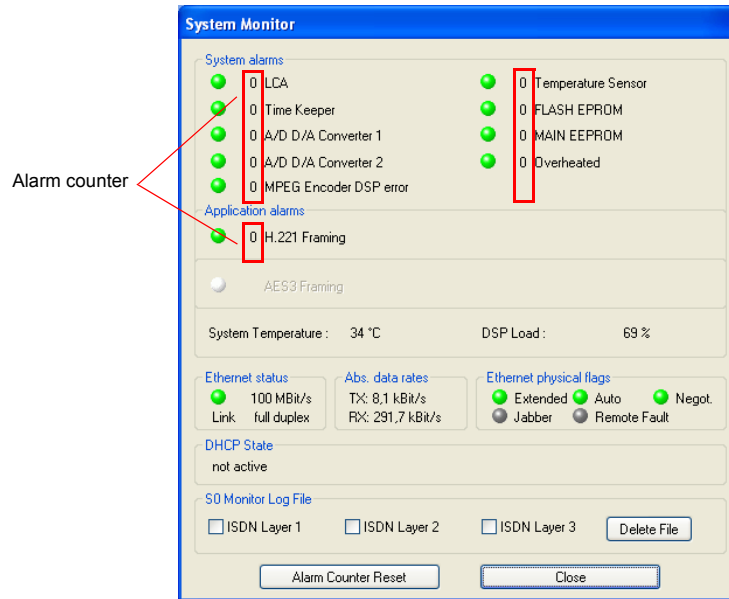 System Monitor
System alarms
0 LCA
0 Temperature Sensor
0 Time Keeper
0 FLASH EPROM
0 A/D D/A Converter 1
0 MAIN EEPROM
0 A/D D/A Converter 2
0 Overheated
0 MPEG Encoder DSP error
Alarm counter
Application alarms
0 H.221 Framing
AES3 Framing
System Temperature : 34 °C DSP Load : 69 %
Ethernet status
100 MBit/s
Link full duplex
Abs. data rates
TX: 8,1 kBit/s
RX: 291,7 kBit/s
Ethernet physical flags
Extended Auto Negot.
Jabber Remote Fault
DHCP State
not active
S0 Monitor Log File
ISDN Layer 1 ISDN Layer 2 ISDN Layer 3 Delete File
Alarm Counter Reset Close